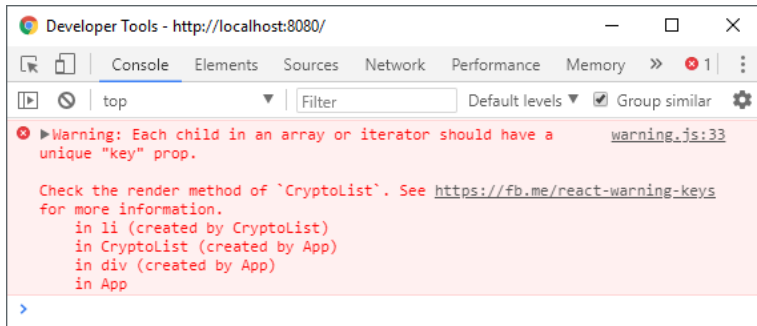 Developer Tools - http://localhost:8080/
Console Elements Sources Network Performance Memory » 1
top Filter Default levels Group similar
Warning: Each child in an array or iterator should have a warning.js:33
unique "key" prop.
Check the render method of `CryptoList`. See https://fb.me/react-warning-keys
for more information.
in li (created by CryptoList)
in CryptoList (created by App)
in div (created by App)
in App